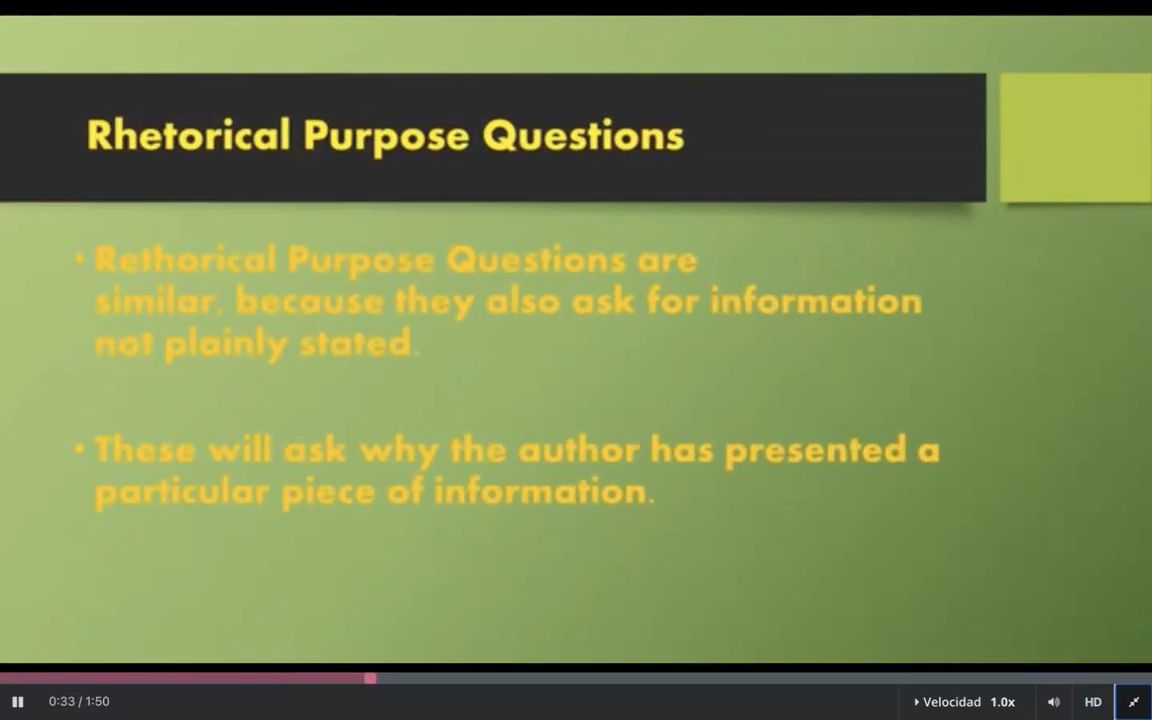 Rhetorical Purpose Questions
• Rethorical Purpose Questions are
similar, because they also ask for information
not plainly stated.
• These will ask why the author has presented a
particular piece of information.
0:33 / 1:50
Velocidad 1.0x
HD